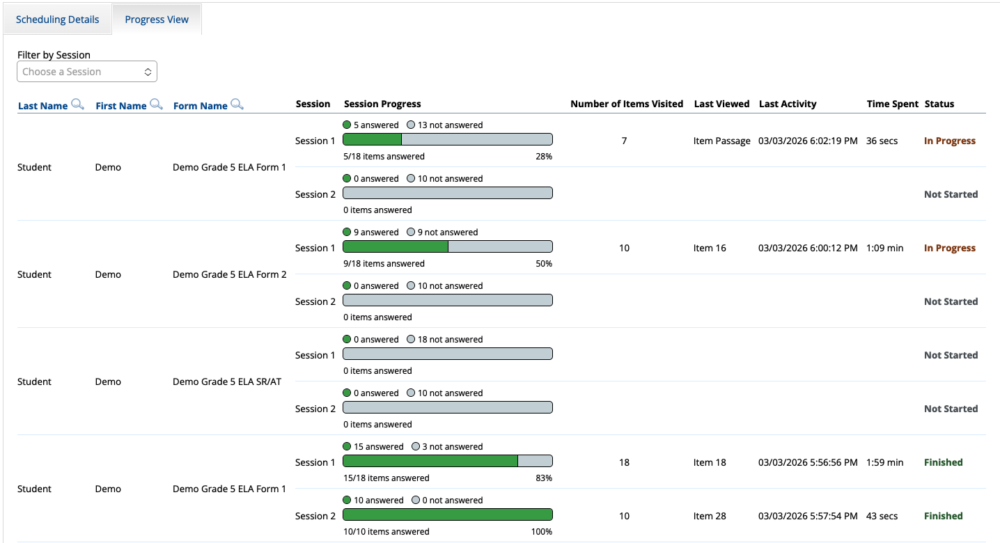 Scheduling Details Progress View
Filter by Session
Choose a Session
Last Name First Name Form Name Session Session Progress Number of Items Visited Last Viewed Last Activity Time Spent Status
5 answered 13 not answered
Session 1 7 Item Passage 03/03/2026 6:02:19 PM 36 secs In Progress
5/18 items answered 28%
Student Demo Demo Grade 5 ELA Form 1
0 answered 10 not answered
Session 2 Not Started
0 items answered
9 answered 9 not answered
Session 1 10 Item 16 03/03/2026 6:00:12 PM 1:09 min In Progress
9/18 items answered 50%
Student Demo Demo Grade 5 ELA Form 2
0 answered 10 not answered
Session 2 Not Started
0 items answered
0 answered 18 not answered
Session 1 Not Started
0 items answered
Student Demo Demo Grade 5 ELA SR/AT
0 answered 10 not answered
Session 2 Not Started
0 items answered
15 answered 3 not answered
Session 1 18 Item 18 03/03/2026 5:56:56 PM 1:59 min Finished
15/18 items answered 83%
Student Demo Demo Grade 5 ELA Form 1
10 answered 0 not answered
Session 2 10 Item 28 03/03/2026 5:57:54 PM 43 secs Finished
10/10 items answered 100%